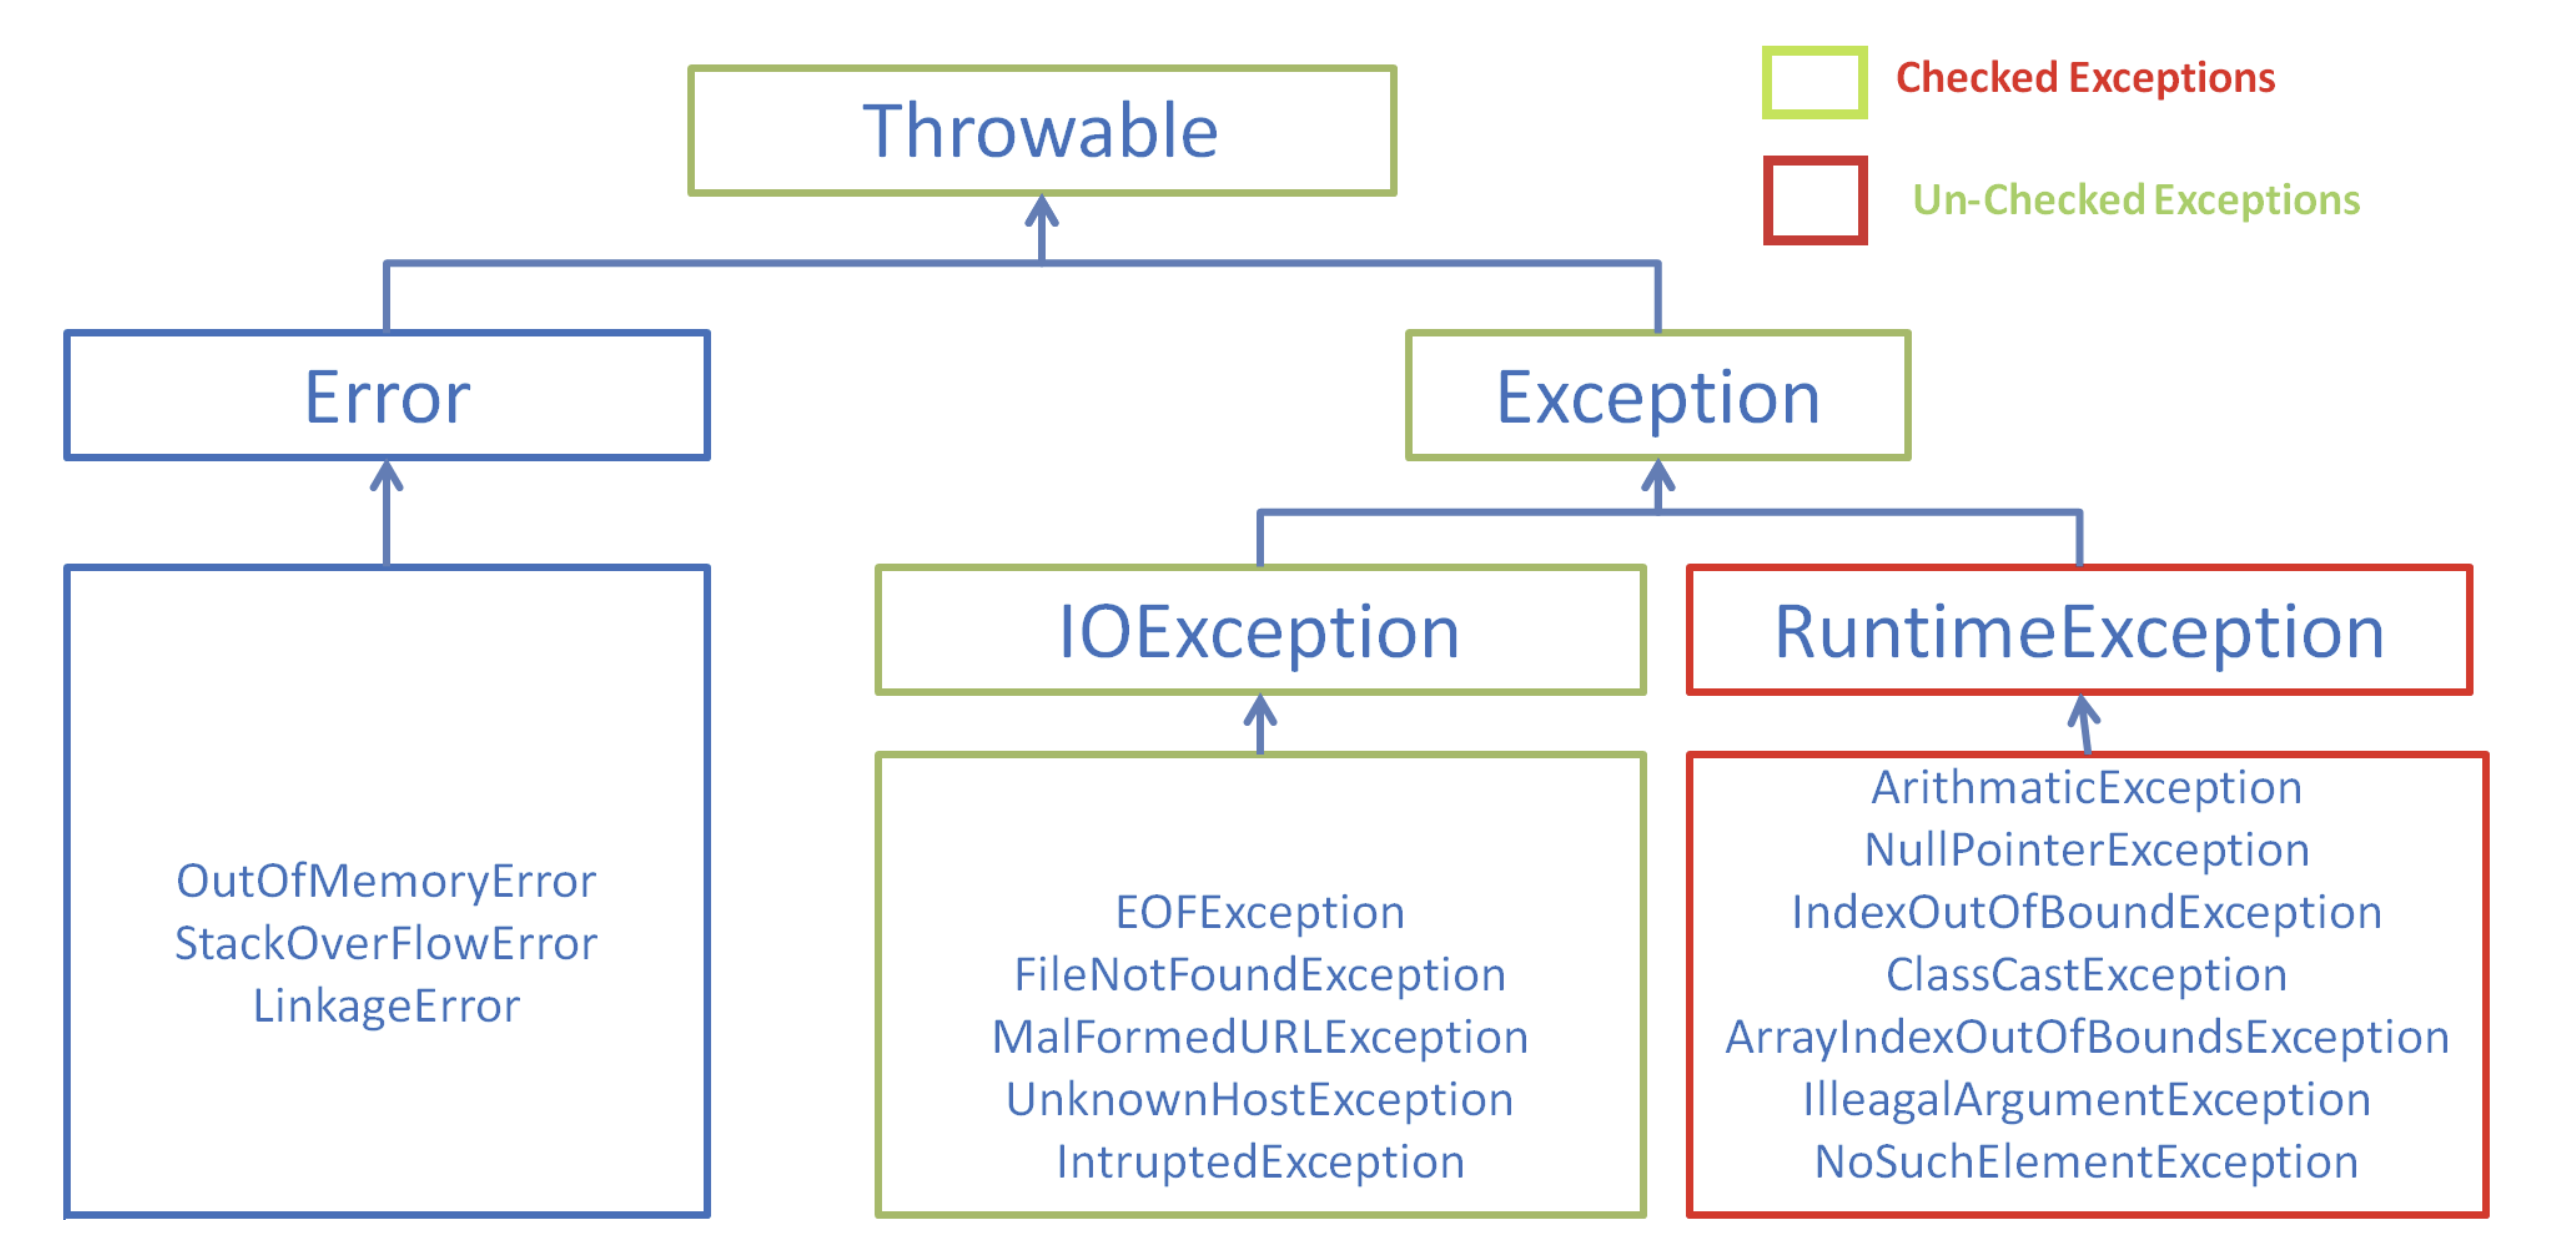 Checked Exceptions
Throwable
Un-Checked Exceptions
Error
Exception
IOException
RuntimeException
OutOfMemoryError
StackOverFlowError
LinkageError
EOFException
FileNotFoundException
MalFormedURLException
UnknownHostException
IntruptedException
ArithmaticException
NullPointerException
IndexOutOfBoundException
ClassCastException
ArrayIndexOutOfBoundsException
IlleagalArgumentException
NoSuchElementException